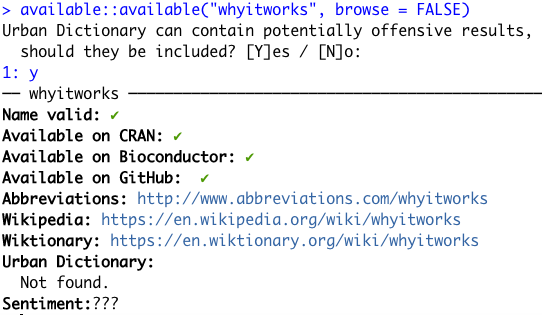 > available::available("whyitworks", browse = FALSE)
Urban Dictionary can contain potentially offensive results,
  should they be included? [Y]es / [N]o:
1: y
── whyitworks ──────────────────────────────
Name valid: ✔
Available on CRAN: ✔
Available on Bioconductor: ✔
Available on GitHub:  ✔
Abbreviations: http://www.abbreviations.com/whyitworks
Wikipedia: https://en.wikipedia.org/wiki/whyitworks
Wiktionary: https://en.wiktionary.org/wiki/whyitworks
Urban Dictionary:
  Not found.
Sentiment:???